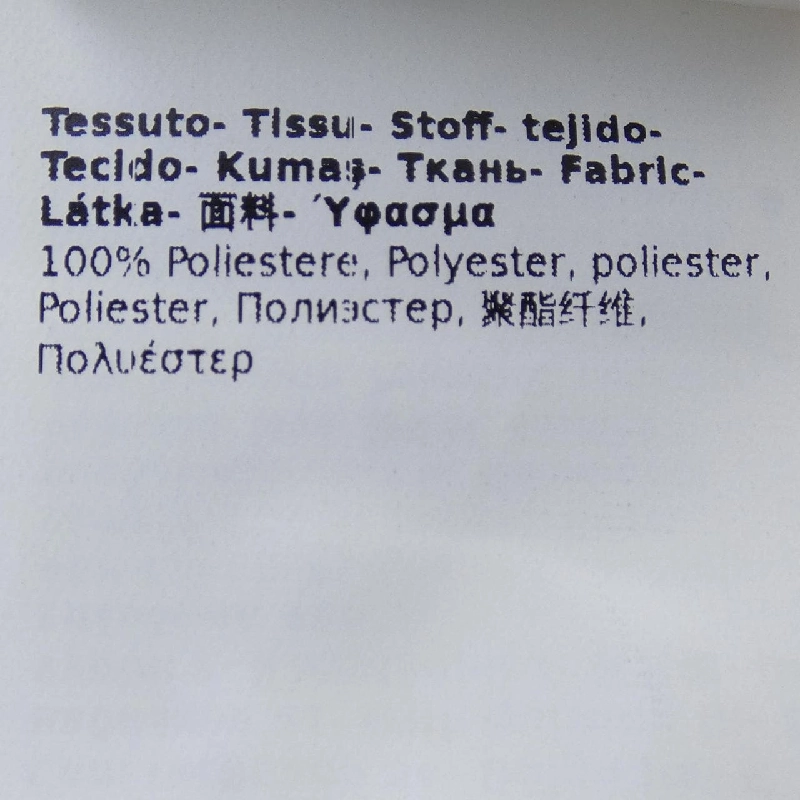 Tessuto- Tissu- Stoff- tejido-
Tecido- Kumaş- Ткань- Fabric-
Látka- 面料- Ύφασμα
100% Poliestere, Polyester, poliester,
Poliester, Полиэстер, 聚酯纤维,
Πολυέστερ